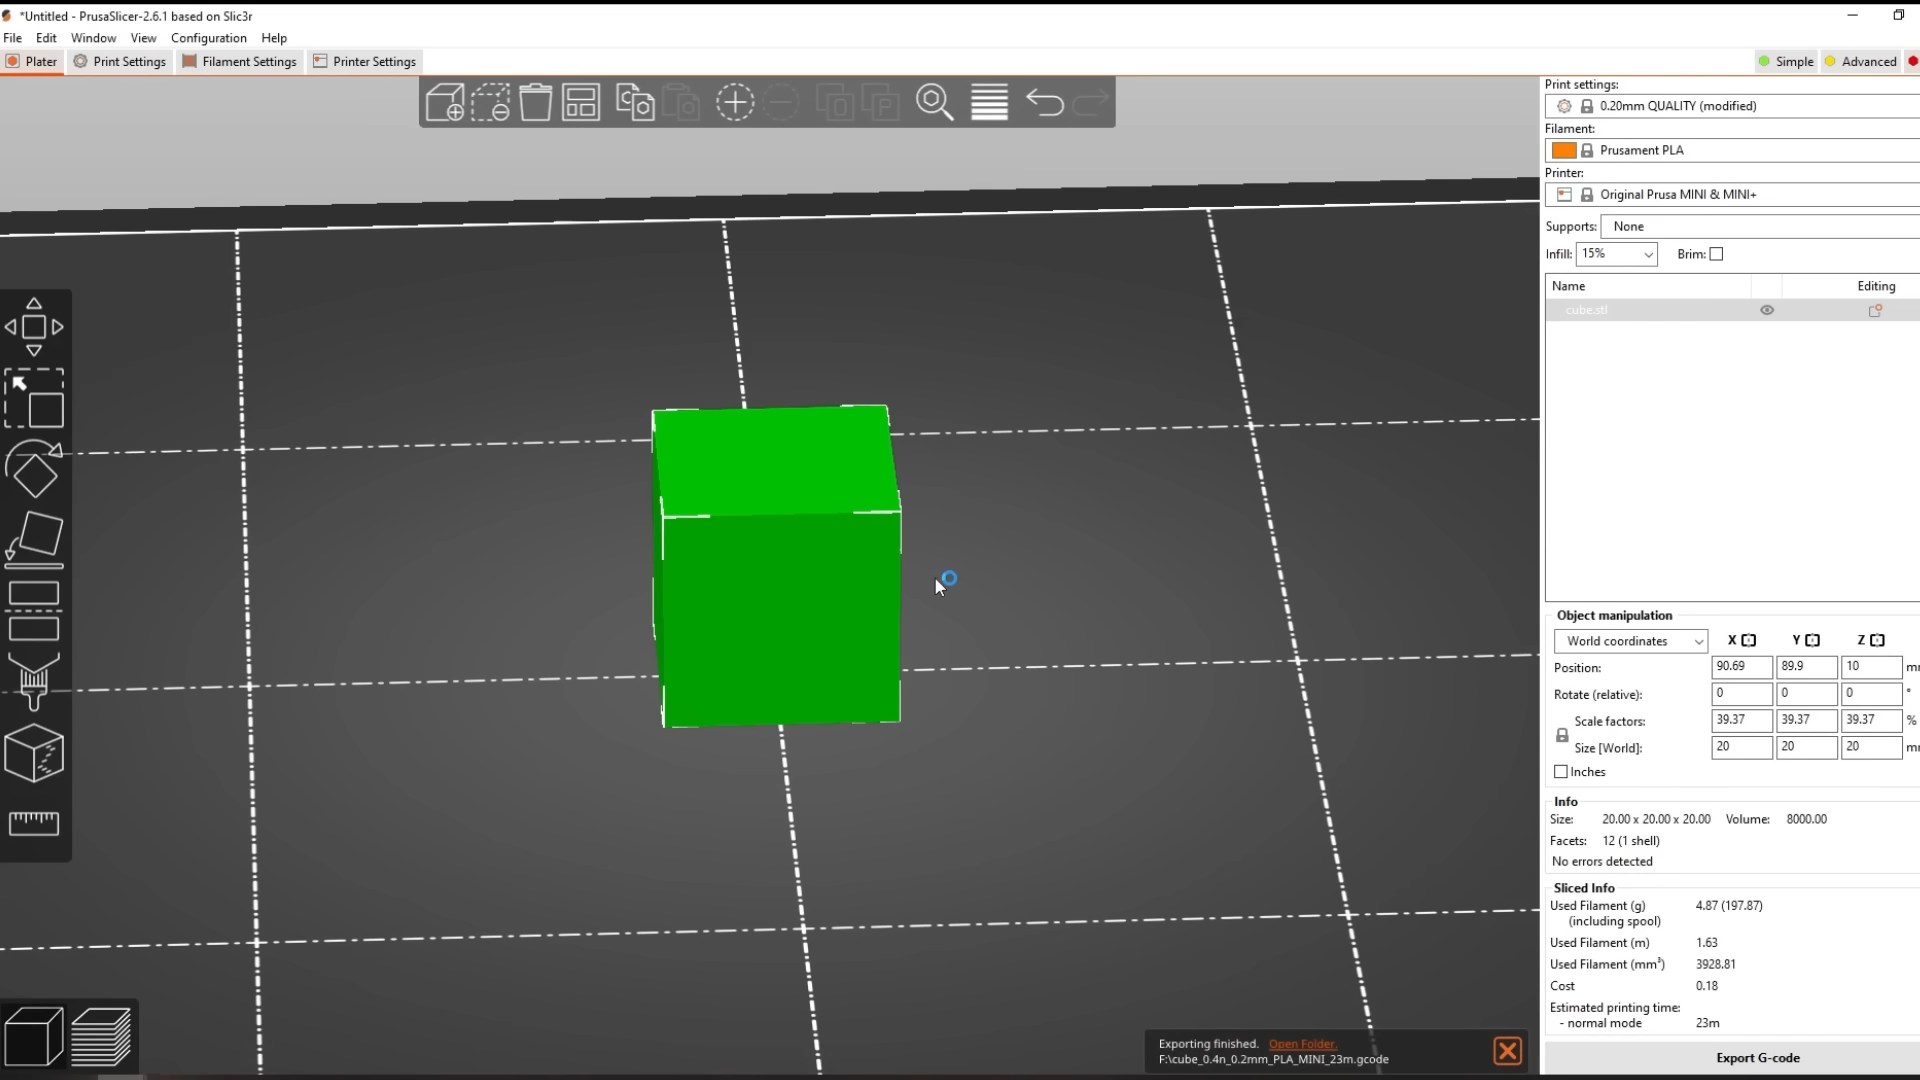 *Untitled - PrusaSlicer-2.6.1 based on Slic3r
File Edit Window View Configuration Help
Plater Print Settings Filament Settings Printer Settings Simple Advanced
Print settings:
0.20mm QUALITY (modified)
Filament:
Prusament PLA
Printer:
Original Prusa MINI & MINI+
Supports: None
Infill: 15% Brim:
Name Editing
cube.stl
Object manipulation
World coordinates X Y Z
Position: 90.69 89.9 10
Rotate (relative): 0 0 0 °
Scale factors: 39.37 39.37 39.37 %
Size [World]: 20 20 20
Inches
Info
Size: 20.00 x 20.00 x 20.00 Volume: 8000.00
Facets: 12 (1 shell)
No errors detected
Sliced Info
Used Filament (g) 4.87 (197.87)
(including spool)
Used Filament (m) 1.63
Used Filament (mm³) 3928.81
Cost 0.18
Estimated printing time:
- normal mode 23m
Exporting finished. Open Folder.
F:\cube_0.4n_0.2mm_PLA_MINI_23m.gcode
Export G-code